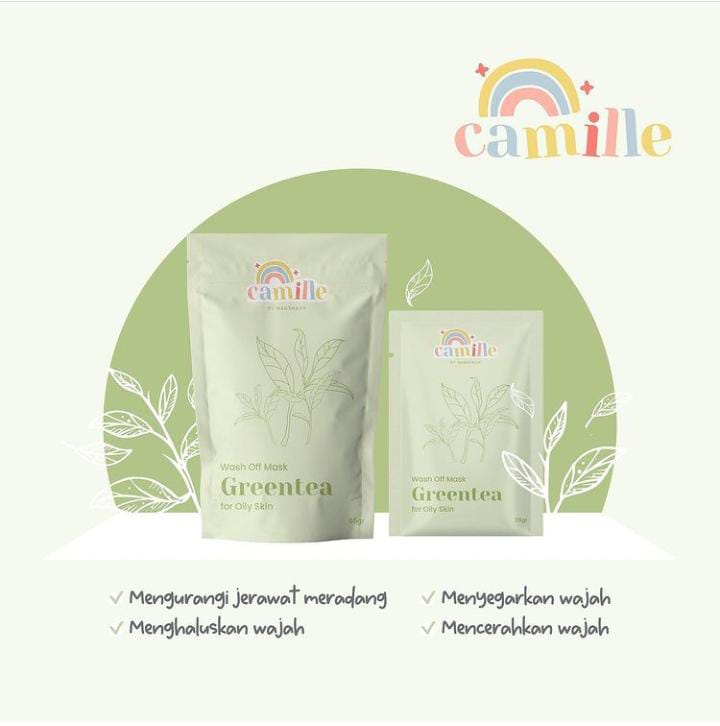 camille
camille
camille
Wash Off Mask
Greentea
for Oily Skin
Wash Off Mask
Greentea
for Oily Skin
Mengurangi jerawat meradang
Menghaluskan wajah
Menyegarkan wajah
Mencerahkan wajah